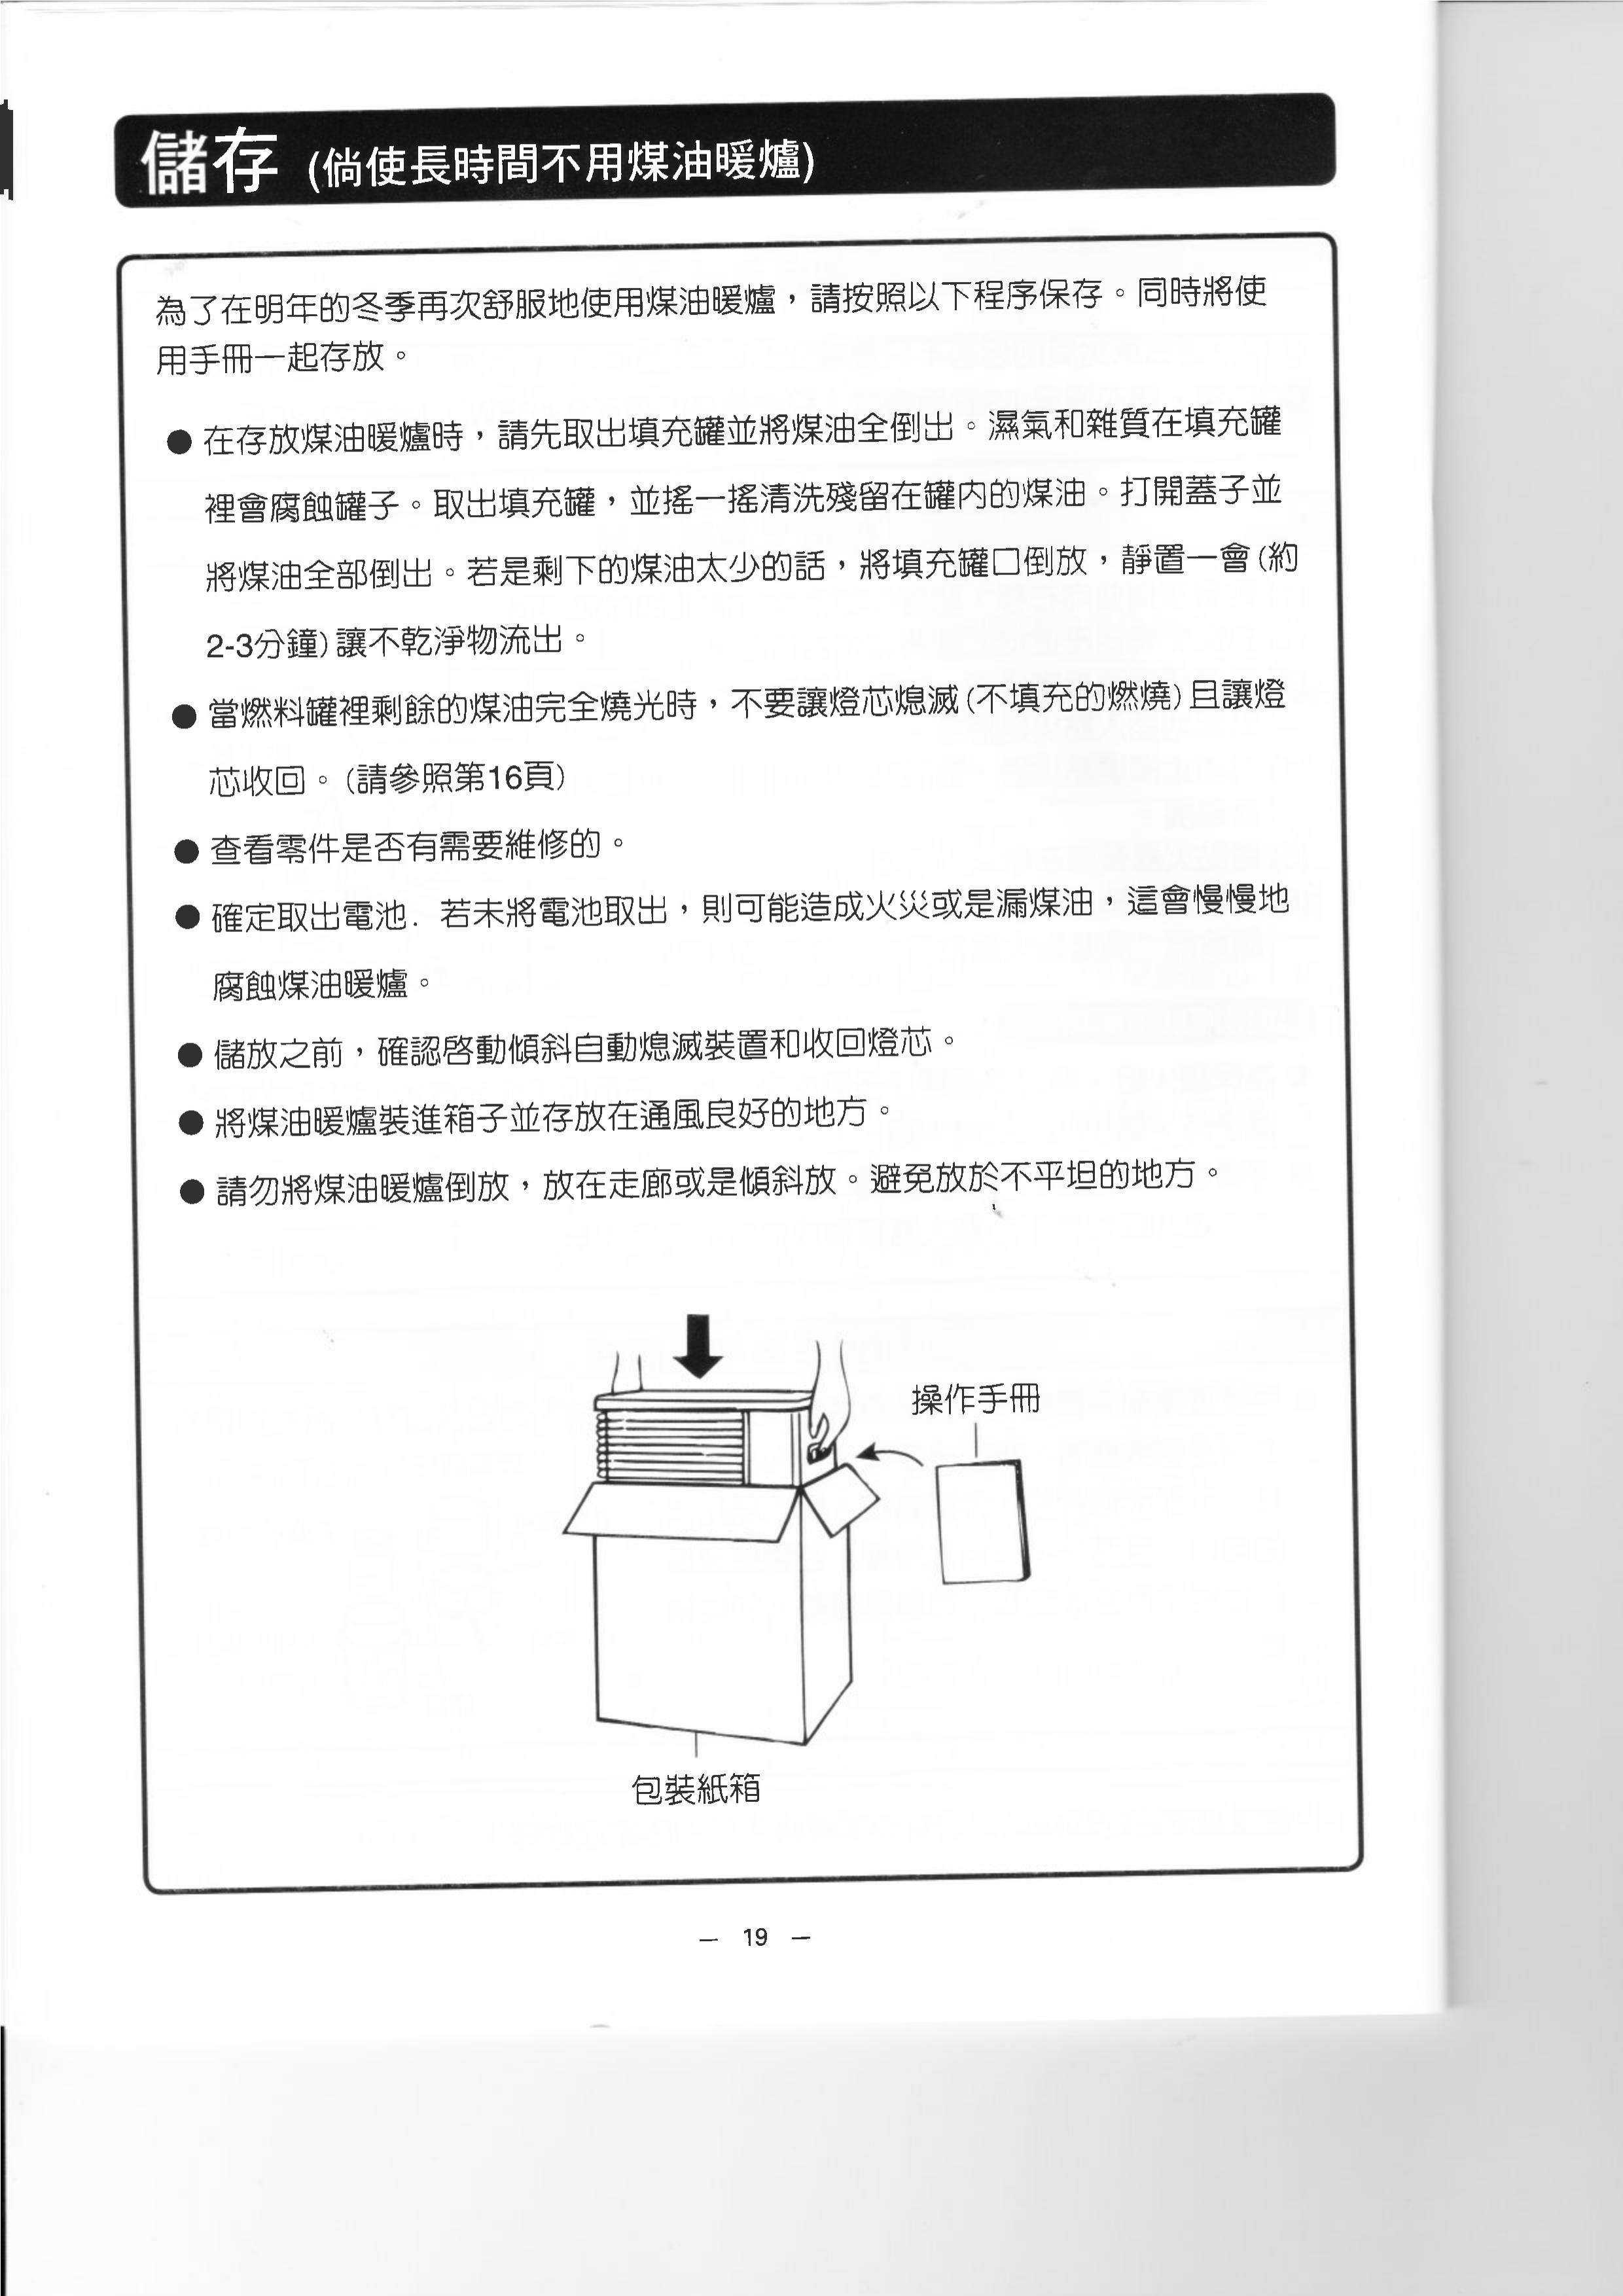 儲存 (倘使長時間不用煤油暖爐)
為了在明年的冬季再次舒服地使用煤油暖爐，請按照以下程序保存。同時將使
用手冊一起存放。
● 在存放煤油暖爐時，請先取出填充罐並將煤油全倒出。濕氣和雜質在填充罐
裡會腐蝕罐子。取出填充罐，並搖一搖清洗殘留在罐內的煤油。打開蓋子並
將煤油全部倒出。若是剩下的煤油太少的話，將填充罐口倒放，靜置一會(約
2-3分鐘)讓不乾淨物流出。
● 當燃料罐裡剩餘的煤油完全燒光時，不要讓燈芯熄滅(不填充的燃燒)且讓燈
芯收回。(請參照第16頁)
● 查看零件是否有需要維修的。
● 確定取出電池. 若未將電池取出，則可能造成火災或是漏煤油，這會慢慢地
腐蝕煤油暖爐。
● 儲放之前，確認啓動傾斜自動熄滅裝置和收回燈芯。
● 將煤油暖爐裝進箱子並存放在通風良好的地方。
● 請勿將煤油暖爐倒放，放在走廊或是傾斜放。避免放於不平坦的地方。
操作手冊
包裝紙箱
— 19 —